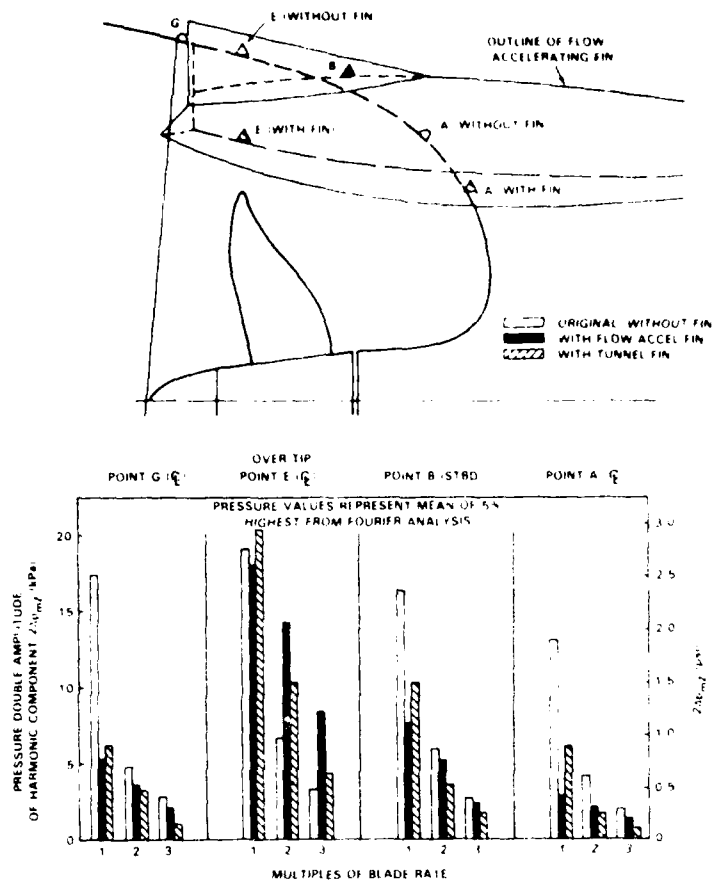 G
E (WITHOUT FIN)
OUTLINE OF FLOW
ACCELERATING FIN
B
E (WITH FIN)
A WITHOUT FIN
A WITH FIN
ORIGINAL WITHOUT FIN
WITH FLOW ACCEL FIN
WITH TUNNEL FIN
OVER TIP
POINT G (℄)
POINT E (℄)
POINT B (STBD
POINT A ℄
PRESSURE VALUES REPRESENT MEAN OF 5%
HIGHEST FROM FOURIER ANALYSIS
PRESSURE DOUBLE AMPLITUDE
OF HARMONIC COMPONENT (kPa)
20
15
10
5
0
3.0
2.5
2.0
1.5
1.0
0.5
0
1 2 3
1 2 3
1 2 3
1 2 3
MULTIPLES OF BLADE RATE